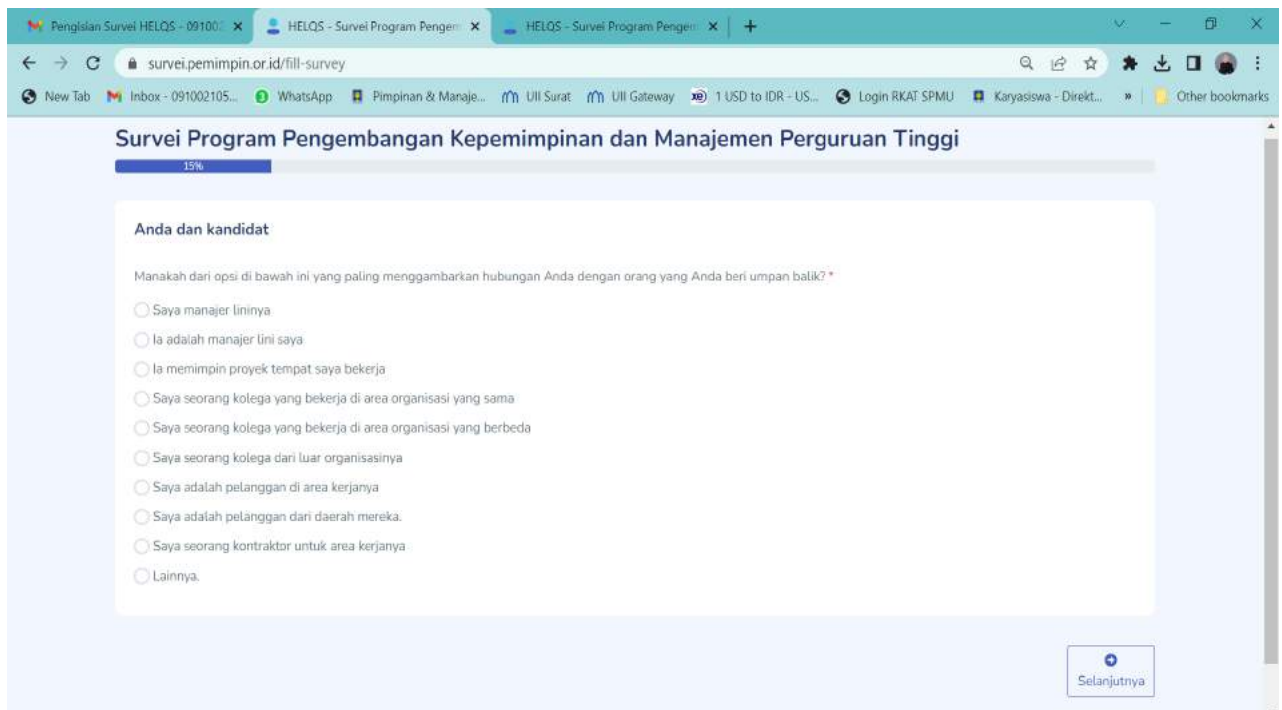 Pengisian Survei HELQS - 09100
HELQS - Survei Program Pengem
HELQS - Survei Program Pengem
survei.pemimpin.or.id/fill-survey
New Tab
Inbox - 091002105...
WhatsApp
Pimpinan & Manaje...
UII Surat
UII Gateway
1 USD to IDR - US...
Login RKAT SPMU
Karyasiswa - Direkt...
»
Other bookmarks
Survei Program Pengembangan Kepemimpinan dan Manajemen Perguruan Tinggi
15%
Anda dan kandidat
Manakah dari opsi di bawah ini yang paling menggambarkan hubungan Anda dengan orang yang Anda beri umpan balik? *
Saya manajer lininya
Ia adalah manajer lini saya
Ia memimpin proyek tempat saya bekerja
Saya seorang kolega yang bekerja di area organisasi yang sama
Saya seorang kolega yang bekerja di area organisasi yang berbeda
Saya seorang kolega dari luar organisasinya
Saya adalah pelanggan di area kerjanya
Saya adalah pelanggan dari daerah mereka.
Saya seorang kontraktor untuk area kerjanya
Lainnya.
Selanjutnya